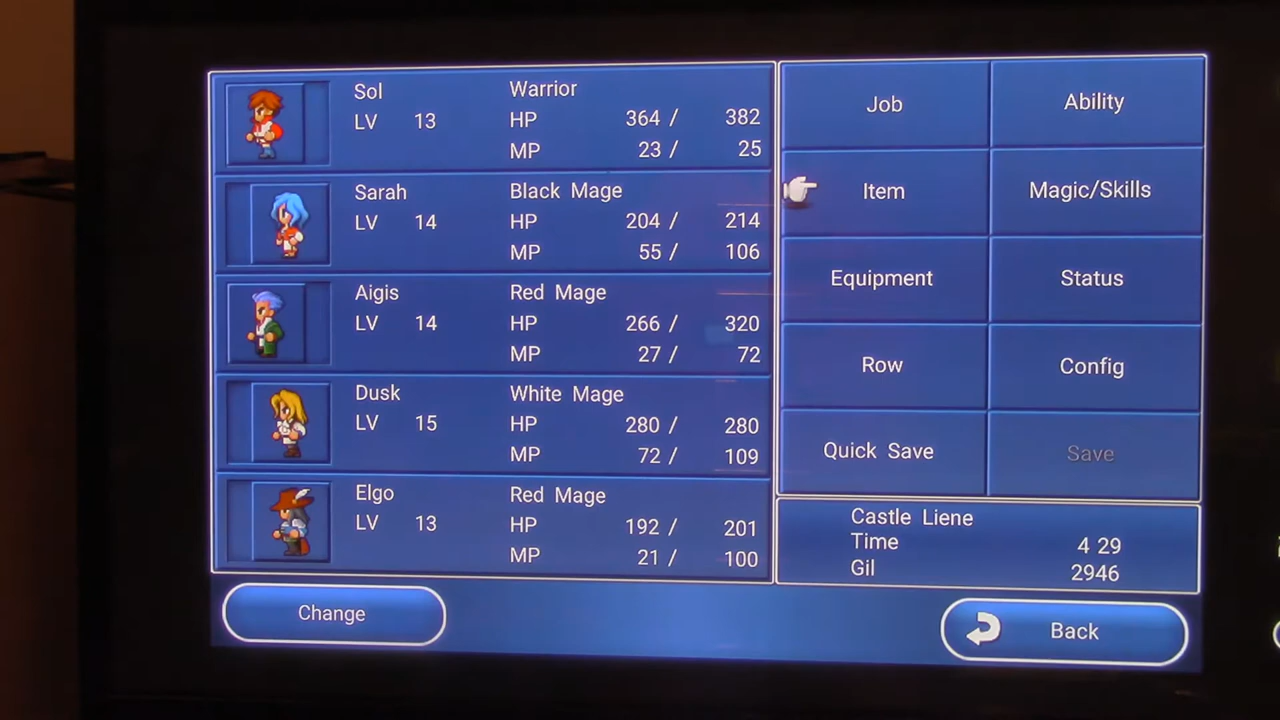 Sol Warrior
LV 13 HP 364 / 382
MP 23 / 25
Sarah Black Mage
LV 14 HP 204 / 214
MP 55 / 106
Aigis Red Mage
LV 14 HP 266 / 320
MP 27 / 72
Dusk White Mage
LV 15 HP 280 / 280
MP 72 / 109
Elgo Red Mage
LV 13 HP 192 / 201
MP 21 / 100
Change
Job Ability
Item Magic/Skills
Equipment Status
Row Config
Quick Save Save
Castle Liene
Time 4 29
Gil 2946
Back